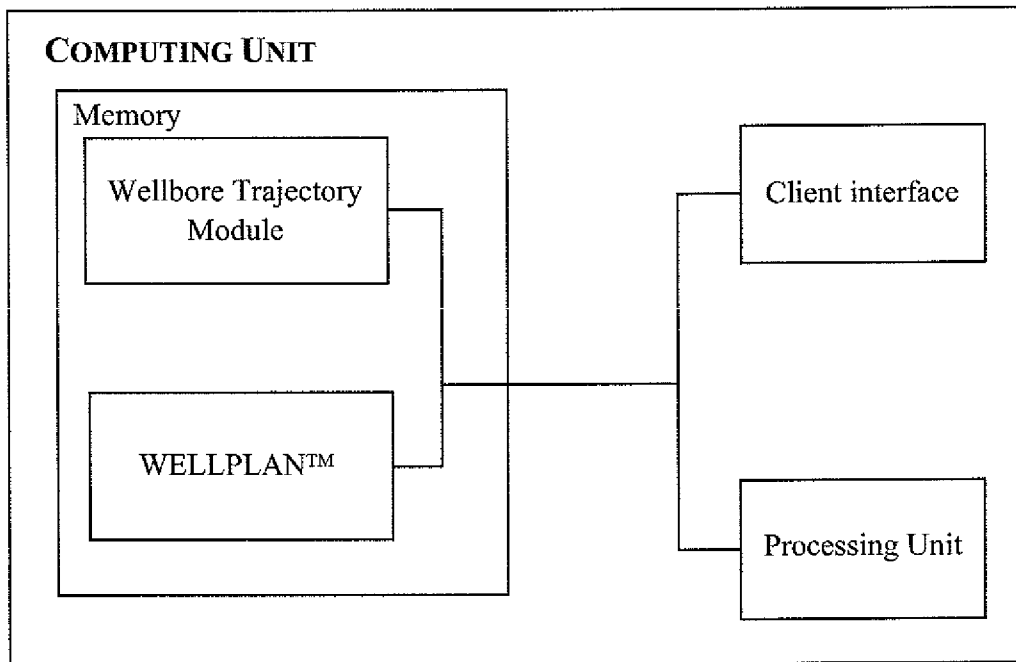 COMPUTING UNIT
Memory
Wellbore Trajectory
Module
WELLPLAN™
Client interface
Processing Unit